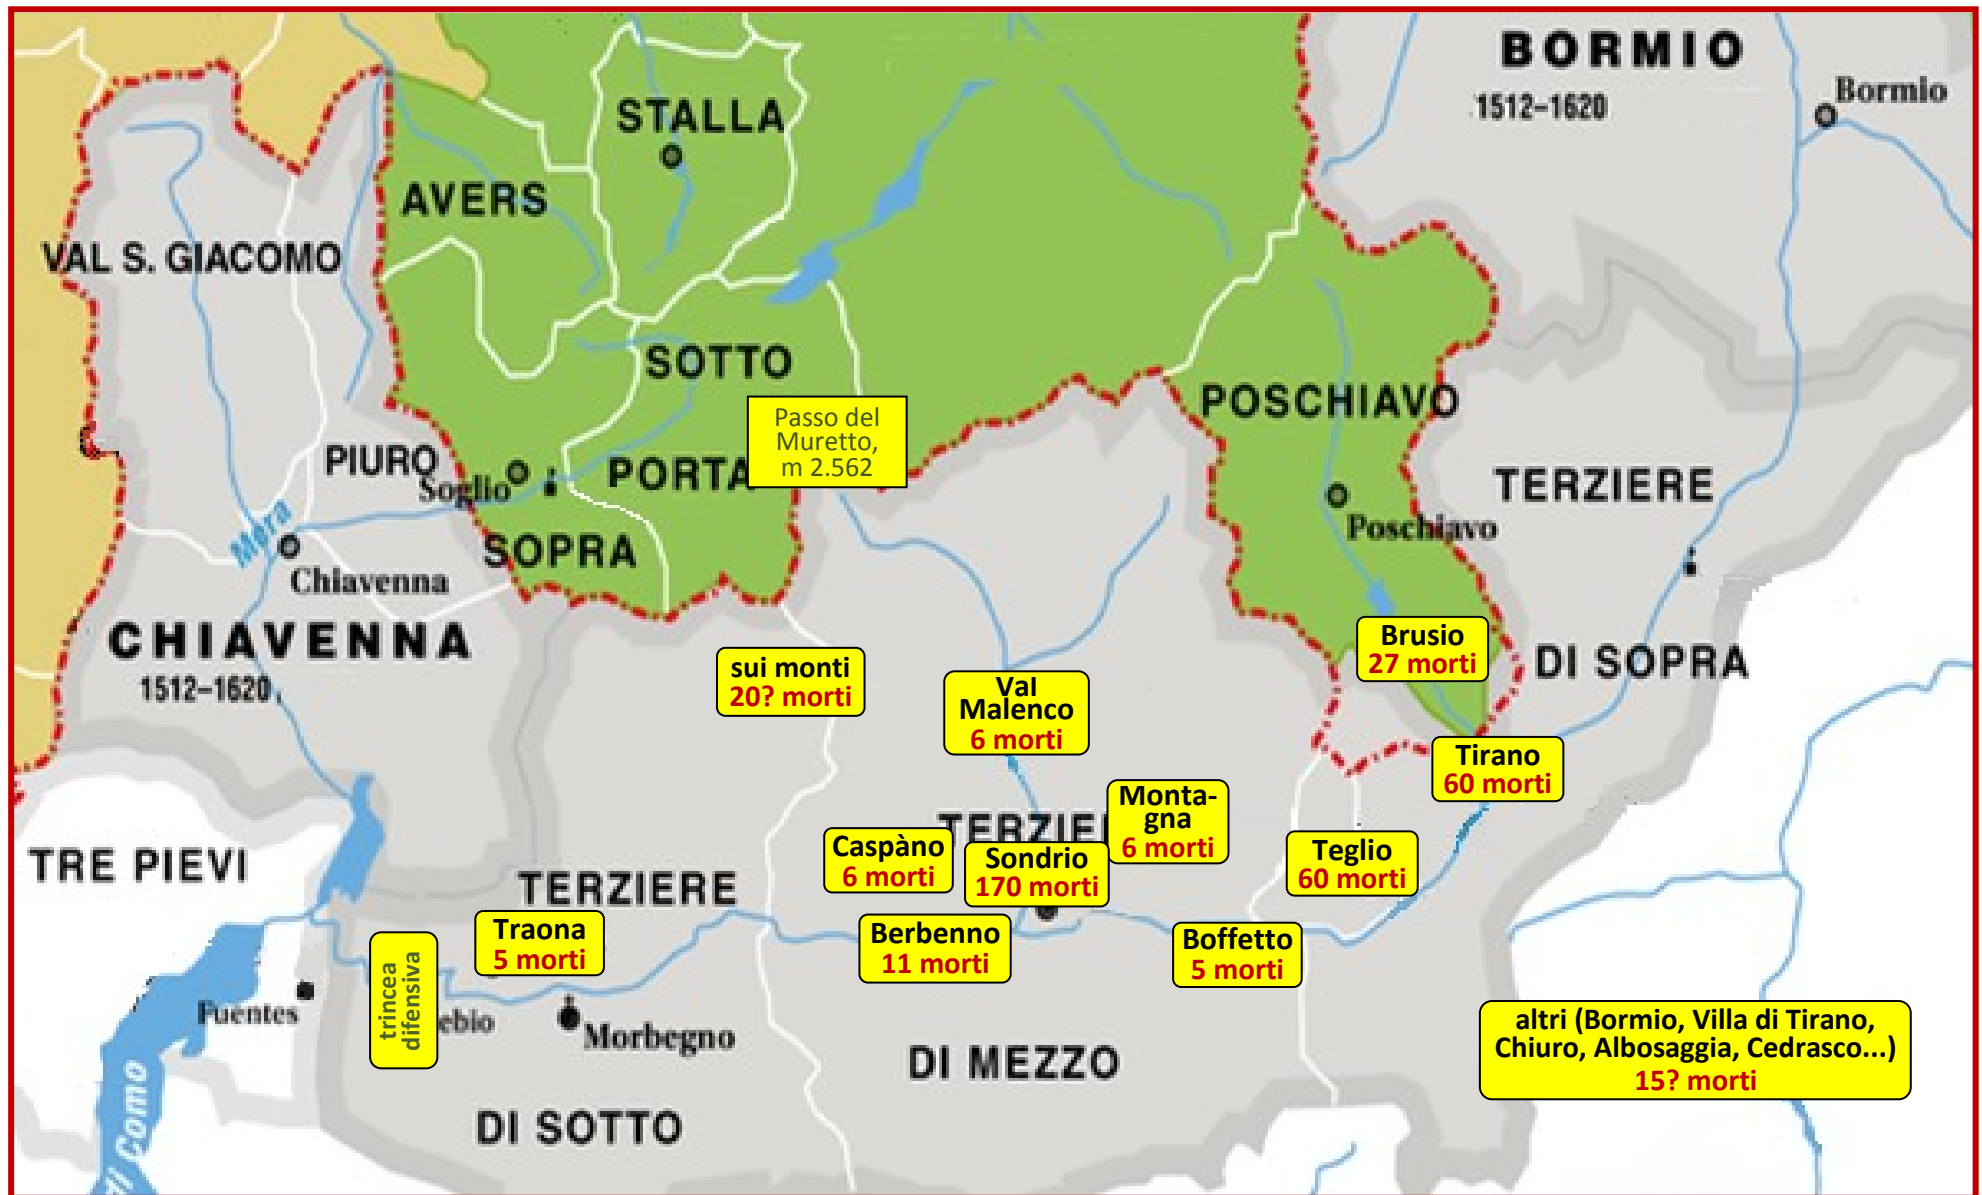 BORMIO
1512–1620
Bormio
STALLA
AVERS
VAL S. GIACOMO
SOTTO
POSCHIAVO
Passo del
Muretto,
m 2.562
PIURO
Soglio
PORTA
TERZIERE
Poschiavo
Mera
SOPRA
Chiavenna
CHIAVENNA
1512–1620
Brusio
27 morti
DI SOPRA
sui monti
20? morti
Val
Malenco
6 morti
Tirano
60 morti
Monta-
gna
6 morti
TERZIE
Caspàno
6 morti
Sondrio
170 morti
Teglio
60 morti
TRE PIEVI
TERZIERE
Traona
5 morti
Berbenno
11 morti
Boffetto
5 morti
trincea
difensiva
Fuentes
ebio
Morbegno
altri (Bormio, Villa di Tirano,
Chiuro, Albosaggia, Cedrasco...)
15? morti
DI MEZZO
DI SOTTO
di Como